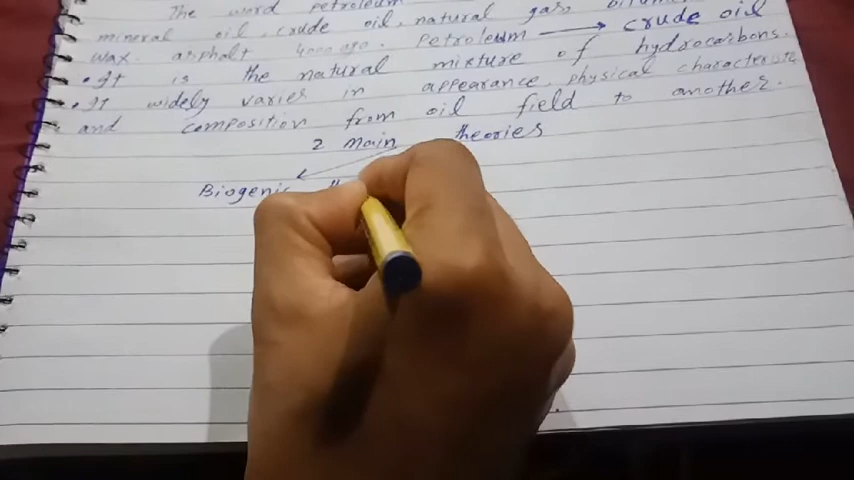 The word petroleum
mineral oil, crude oil, natural gas,
wax asphalt 4000 ago. Petroleum → crude oil
• It is the natural mixture of hydrocarbons.
• It widely varies in appearance, physical characteristic
and composition from oil field to another.
2 main theories
Biogenic